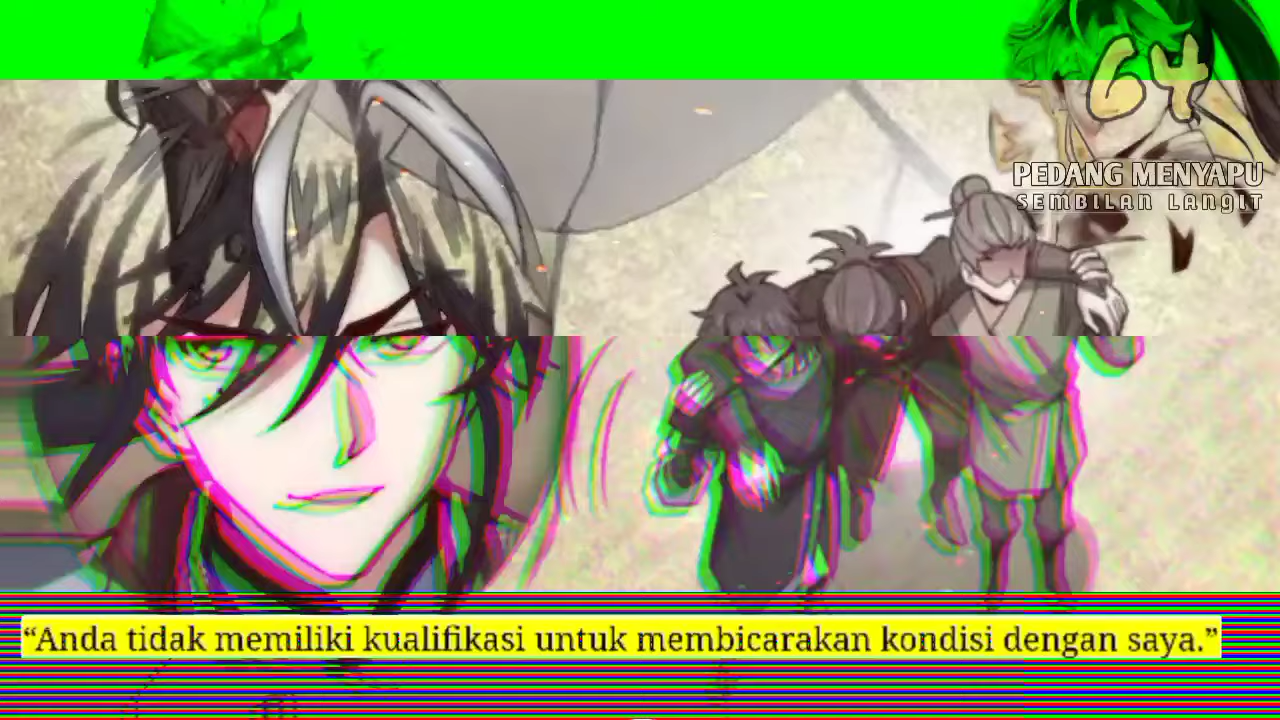 64
PEDANG MENYAPU
SEMBILAN LANGIT
“Anda tidak memiliki kualifikasi untuk membicarakan kondisi dengan saya.”